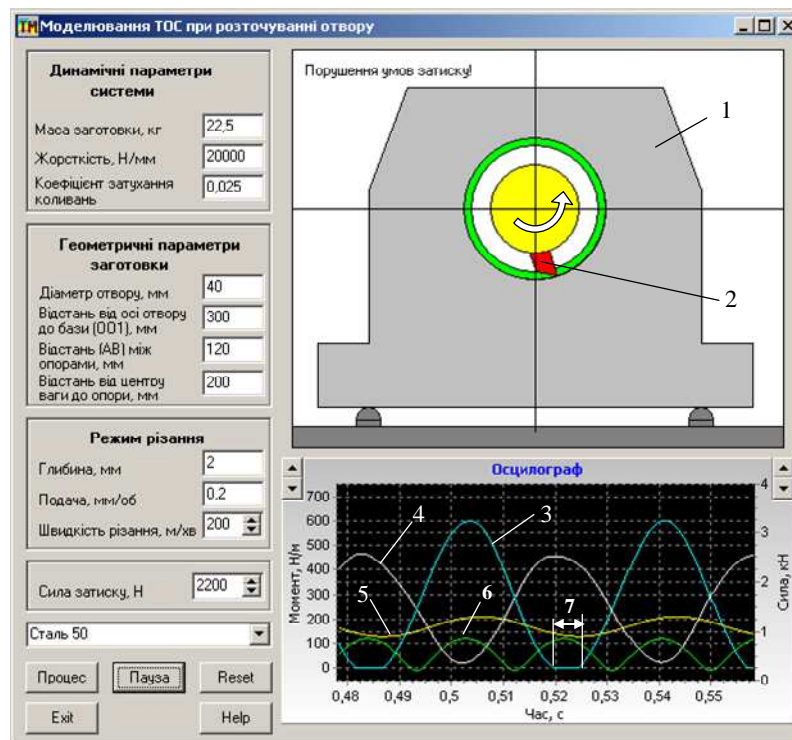 TM Моделювання ТОС при розточуванні отвору
Динамічні параметри
системи
Маса заготовки, кг 22,5
Жорсткість, Н/мм 20000
Коефіцієнт затухання
коливань 0,025
Геометричні параметри
заготовки
Діаметр отвору, мм 40
Відстань від осі отвору
до бази (OO1), мм 300
Відстань (AB) між
опорами, мм 120
Відстань від центру
ваги до опори, мм 200
Режим різання
Глибина, мм 2
Подача, мм/об 0.2
Швидкість різання, м/хв 200
Сила затиску, Н 2200
Сталь 50
Процес Пауза Reset
Exit Help
Порушення умов затиску!
1
2
Осцилограф
Момент, Н/м
700
600
500
400
300
200
100
0
4
3
2
1
0
Сила, кН
3
4
5
6
7
0,48 0,49 0,5 0,51 0,52 0,53 0,54 0,55
Час, с